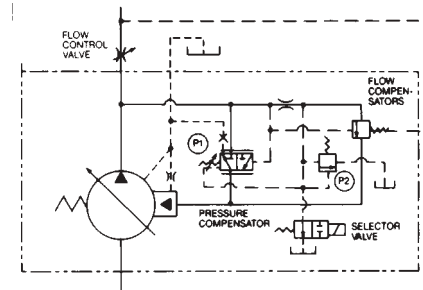 FLOW
CONTROL
VALVE
FLOW
COMPEN-
SATORS
P1
P2
PRESSURE
COMPENSATOR
SELECTOR
VALVE